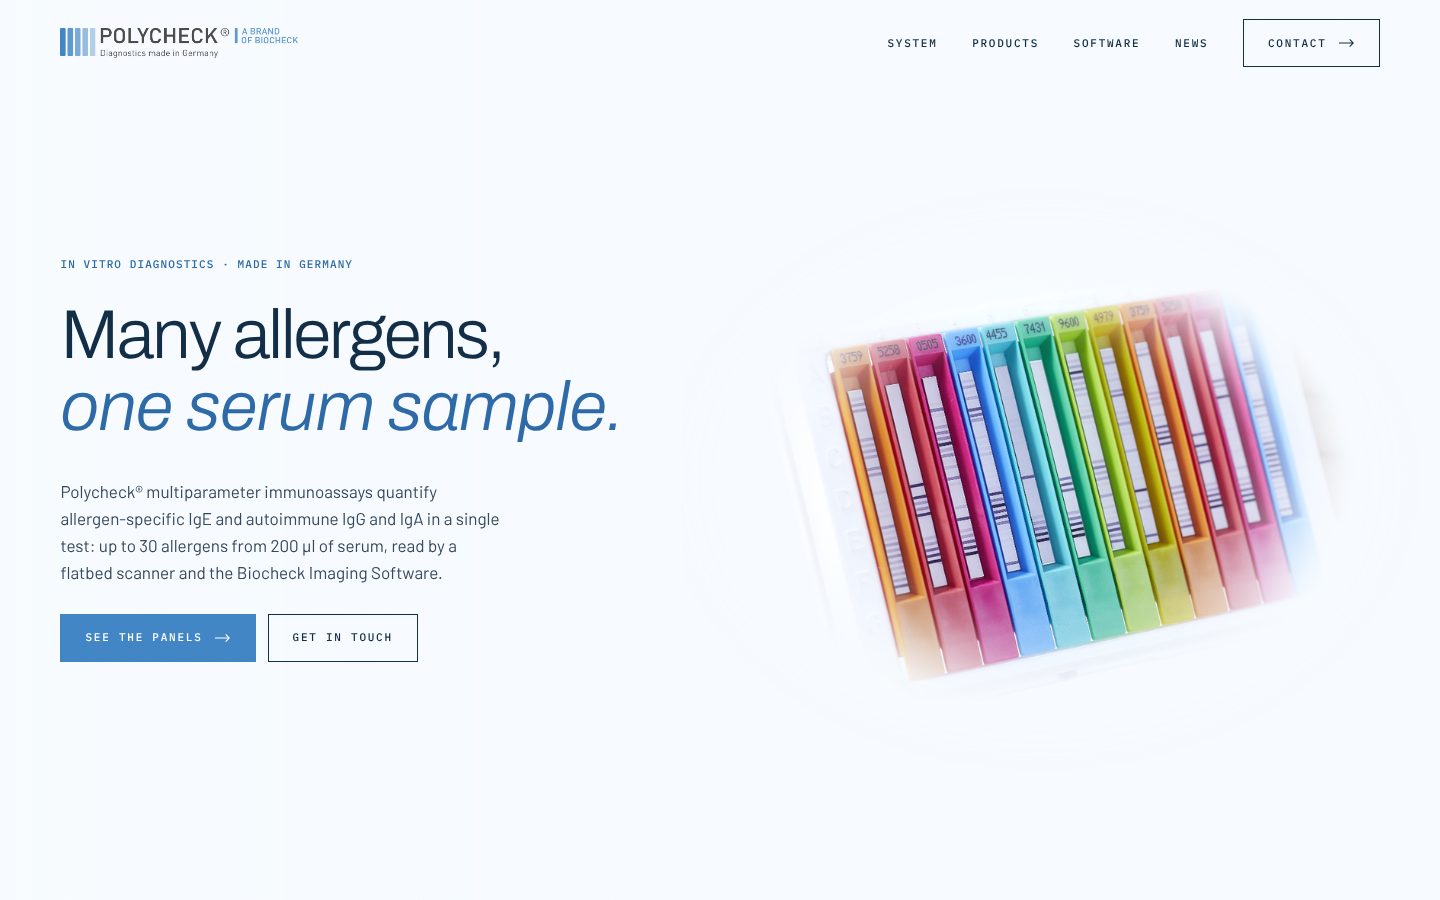 POLYCHECK® A BRAND
OF BIOCHECK
Diagnostics made in Germany
SYSTEM PRODUCTS SOFTWARE NEWS CONTACT →
IN VITRO DIAGNOSTICS · MADE IN GERMANY
Many allergens,
one serum sample.
Polycheck® multiparameter immunoassays quantify
allergen-specific IgE and autoimmune IgG and IgA in a single
test: up to 30 allergens from 200 µl of serum, read by a
flatbed scanner and the Biocheck Imaging Software.
SEE THE PANELS → GET IN TOUCH
3759 5258 0505 3600 4455 7431 9600 4979 3759